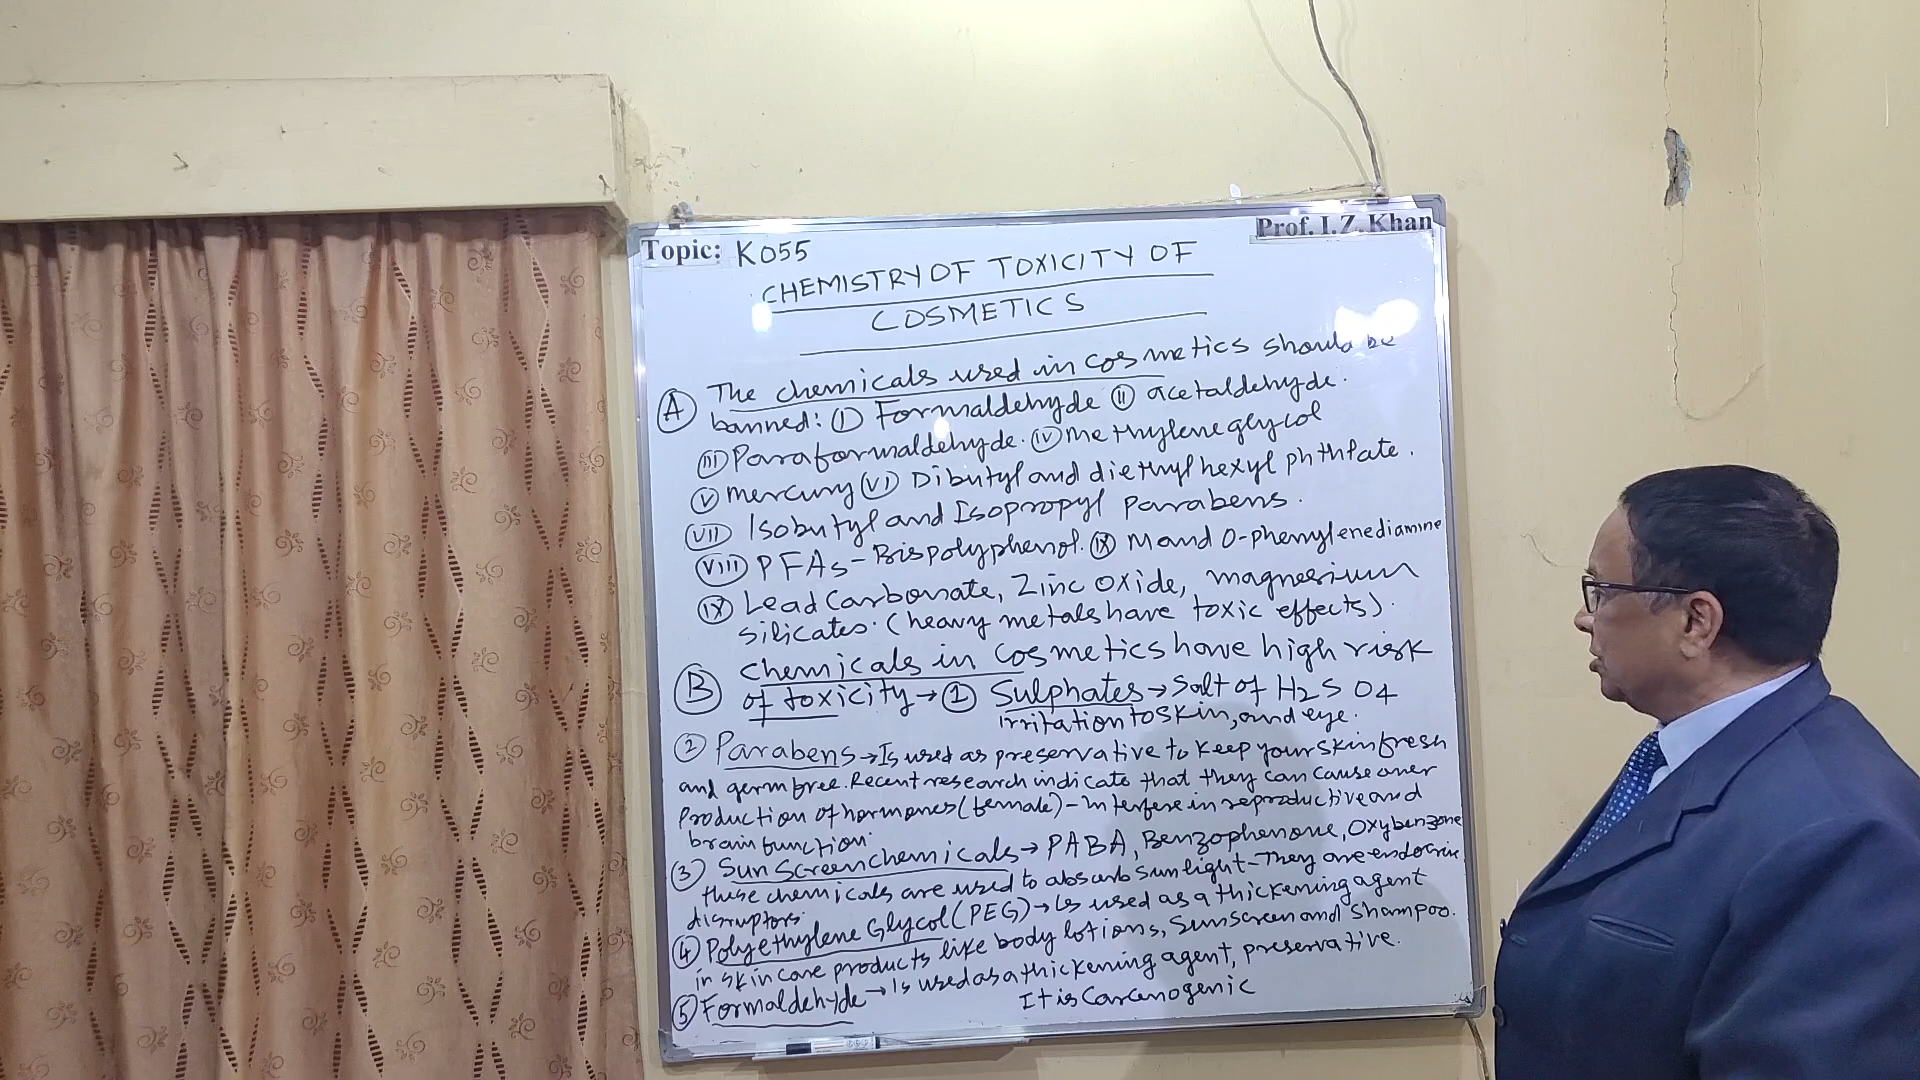 Topic: K055
Prof. I. Z. Khan
CHEMISTRY OF TOXICITY OF
COSMETICS
(A) The chemicals used in cosmetics should be
banned: (I) Formaldehyde (II) acetaldehyde.
(III) Paraformaldehyde. (IV) methylene glycol
(V) mercury (VI) Dibutyl and diethylhexyl phthlate.
(VII) Isobutyl and Isopropyl parabens.
(VIII) PFAs - Bispolyphenol. (IX) M and O-phenylenediamine
(IX) Lead carbonate, Zinc oxide, magnesium
silicates. (heavy metals have toxic effects).
(B) Chemicals in cosmetics have high risk
of toxicity → (1) Sulphates → Salt of H2SO4
irritation to skin, and eye.
(2) Parabens → Is used as preservative to keep your skin fresh
and germ free. Recent research indicate that they can cause over
production of hormones (female) - interfere in reproductive and
brain function.
(3) Sun Screen chemicals → PABA, Benzophenone, Oxybenzone
these chemicals are used to absorb sunlight - They are endocrine
disruptors.
(4) Polyethylene Glycol (PEG) → Is used as a thickening agent
in skin care products like body lotions, Sunscreen and Shampoo.
(5) Formaldehyde → Is used as a thickening agent, preservative.
It is Carcenogenic